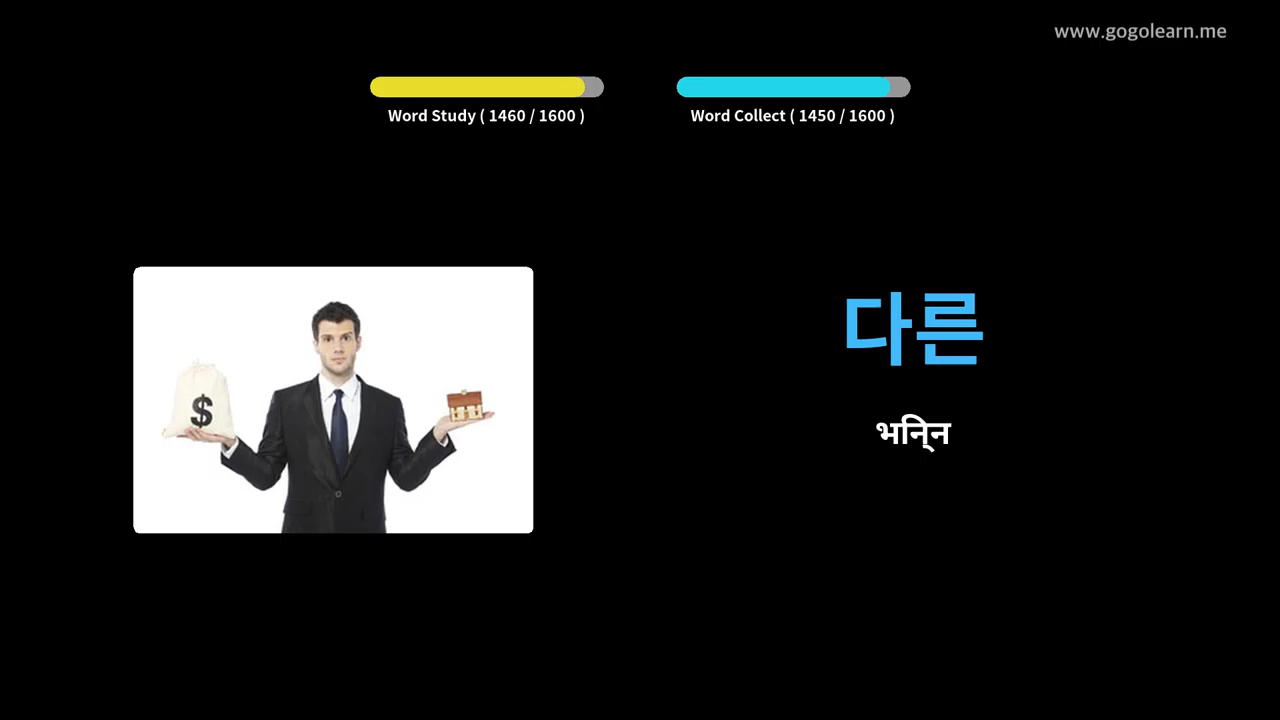 www.gogolearn.me
Word Study ( 1460 / 1600 )
Word Collect ( 1450 / 1600 )
$
다른
भिन्न